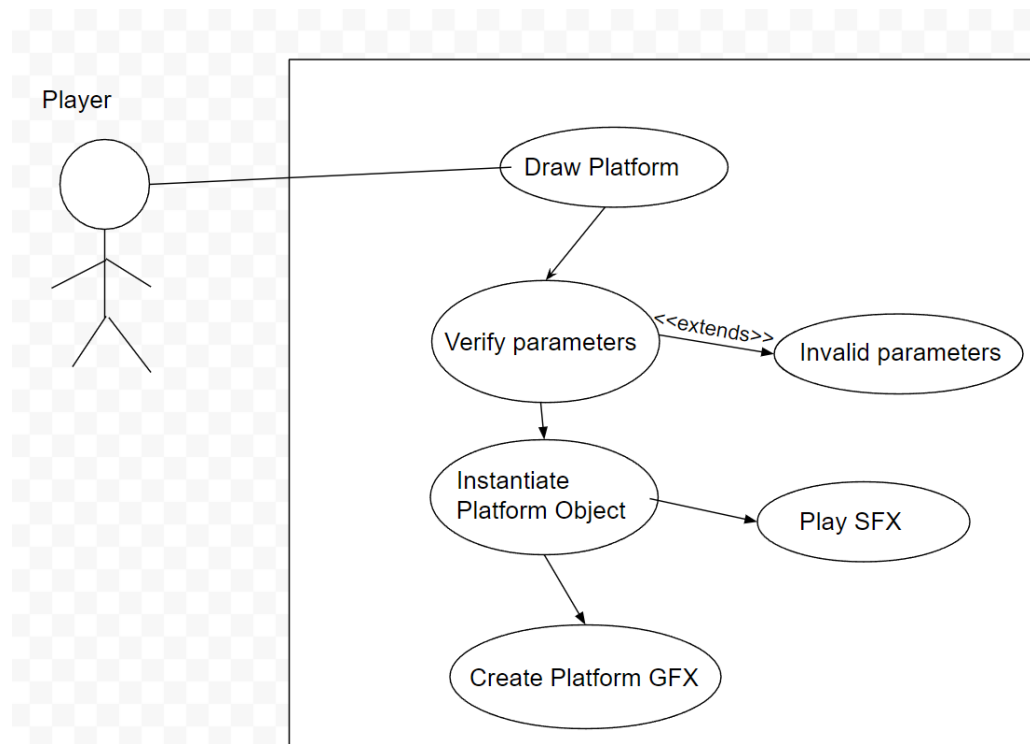 Player
Draw Platform
<<extends>>
Verify parameters
Invalid parameters
Instantiate
Platform Object
Play SFX
Create Platform GFX